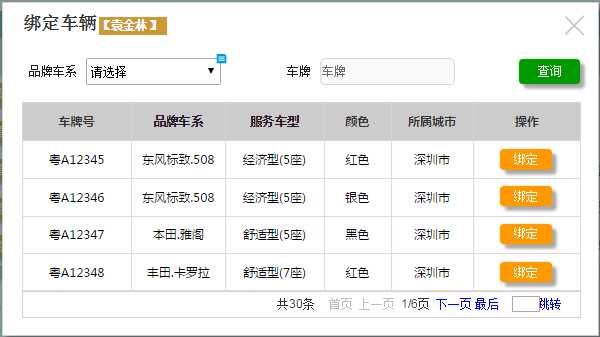 绑定车辆【袁金林】
品牌车系 请选择 车牌 车牌 查询
车牌号 品牌车系 服务车型 颜色 所属城市 操作
粤A12345 东风标致.508 经济型(5座) 红色 深圳市 绑定
粤A12346 东风标致.508 经济型(5座) 银色 深圳市 绑定
粤A12347 本田.雅阁 舒适型(5座) 黑色 深圳市 绑定
粤A12348 丰田.卡罗拉 舒适型(7座) 红色 深圳市 绑定
共30条 首页 上一页 1/6页 下一页 最后 跳转